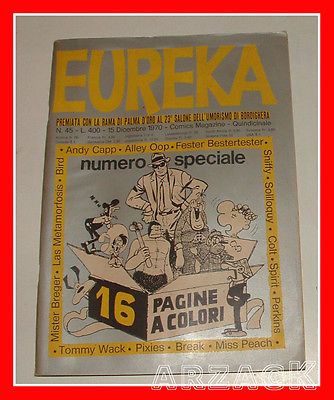 EUREKA
PREMIATA CON LA RAMA DI PALMA D'ORO AL 23° SALONE DELL'UMORISMO DI BORDIGHERA
N. 45 - L. 400 - 15 Dicembre 1970 - Comics Magazine - Quindicinale
Andy Capp • Alley Oop • Fester Bestertester •
numero speciale
Mister Breger • Las Metamorfosis • Bird
Sniffy • Soliloquy • Colt • Spirit • Perkins
16 PAGINE
A COLORI
• Tommy Wack • Pixies • Break • Miss Peach •
ARZACK